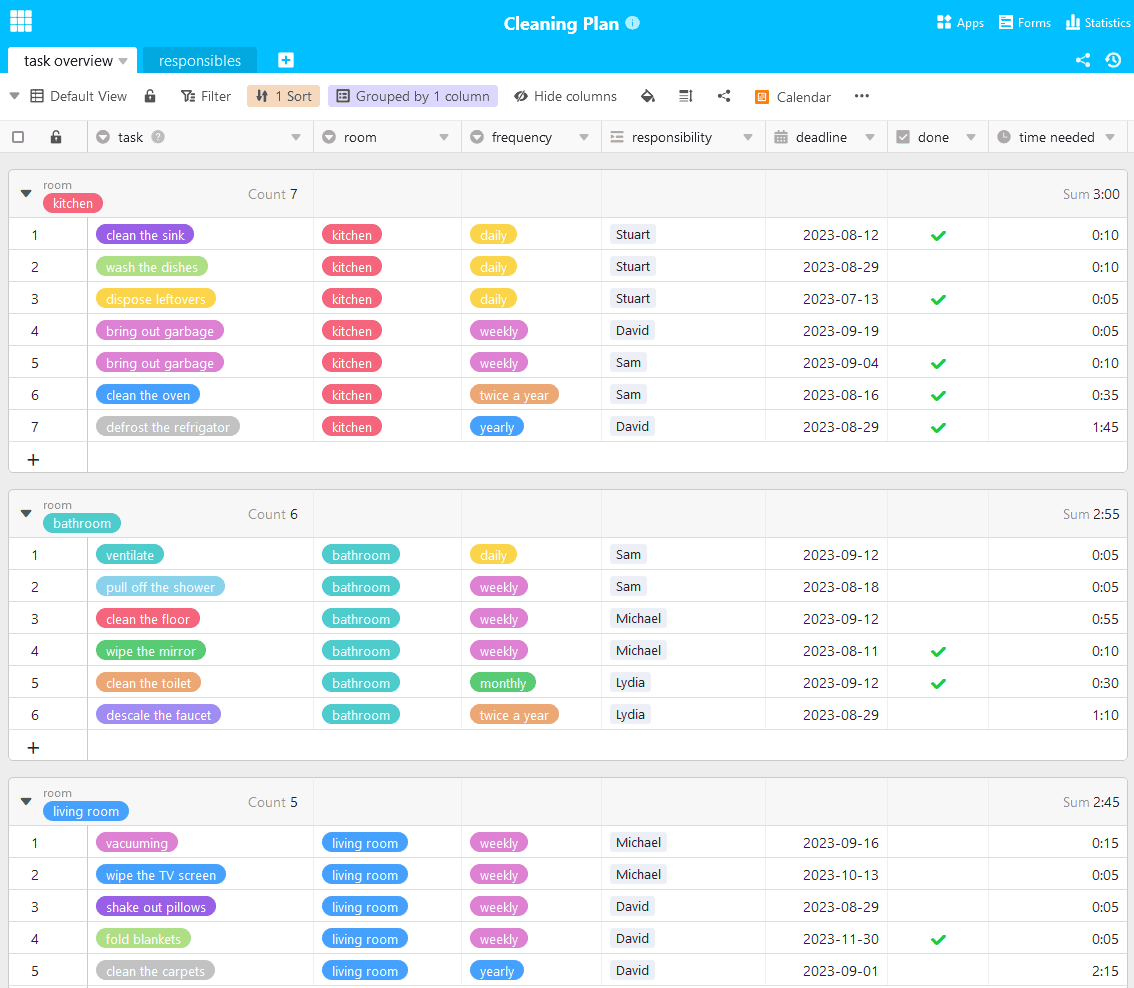 Cleaning Plan
Apps Forms Statistics
task overview responsibles
Default View Filter 1 Sort Grouped by 1 column Hide columns Calendar
task room frequency responsibility deadline done time needed
room
kitchen Count 7 Sum 3:00
1 clean the sink kitchen daily Stuart 2023-08-12 0:10
2 wash the dishes kitchen daily Stuart 2023-08-29 0:10
3 dispose leftovers kitchen daily Stuart 2023-07-13 0:05
4 bring out garbage kitchen weekly David 2023-09-19 0:05
5 bring out garbage kitchen weekly Sam 2023-09-04 0:10
6 clean the oven kitchen twice a year Sam 2023-08-16 0:35
7 defrost the refrigator kitchen yearly David 2023-08-29 1:45
room
bathroom Count 6 Sum 2:55
1 ventilate bathroom daily Sam 2023-09-12 0:05
2 pull off the shower bathroom weekly Sam 2023-08-18 0:05
3 clean the floor bathroom weekly Michael 2023-09-12 0:55
4 wipe the mirror bathroom weekly Michael 2023-08-11 0:10
5 clean the toilet bathroom monthly Lydia 2023-09-12 0:30
6 descale the faucet bathroom twice a year Lydia 2023-08-29 1:10
room
living room Count 5 Sum 2:45
1 vacuuming living room weekly Michael 2023-09-16 0:15
2 wipe the TV screen living room weekly Michael 2023-10-13 0:05
3 shake out pillows living room weekly David 2023-08-29 0:05
4 fold blankets living room weekly David 2023-11-30 0:05
5 clean the carpets living room yearly David 2023-09-01 2:15